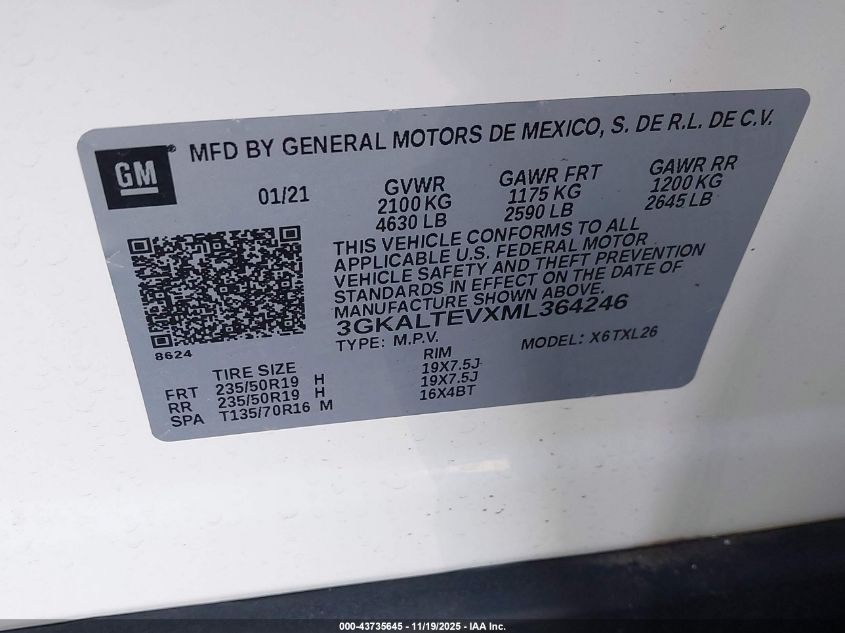 GM ® MFD BY GENERAL MOTORS DE MEXICO, S. DE R.L. DE C.V.
01/21
GVWR
2100 KG
4630 LB
GAWR FRT
1175 KG
2590 LB
GAWR RR
1200 KG
2645 LB
THIS VEHICLE CONFORMS TO ALL
APPLICABLE U.S. FEDERAL MOTOR
VEHICLE SAFETY AND THEFT PREVENTION
STANDARDS IN EFFECT ON THE DATE OF
MANUFACTURE SHOWN ABOVE.
3GKALTEVXML364246
TYPE: M.P.V. MODEL: X6TXL26
8624
TIRE SIZE RIM
FRT 235/50R19 H 19X7.5J
RR 235/50R19 H 19X7.5J
SPA T135/70R16 M 16X4BT
000-43735645 - 11/19/2025 - IAA Inc.